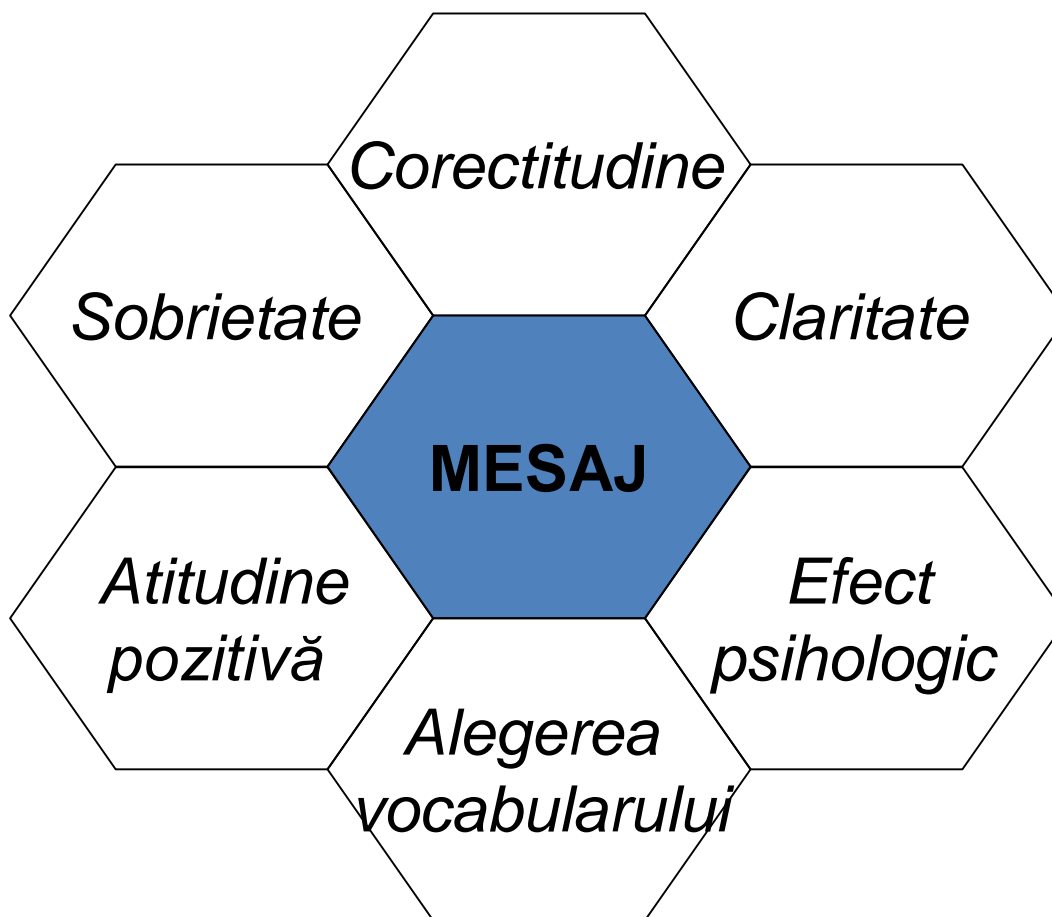 Corectitudine
Sobrietate
Claritate
MESAJ
Atitudine
pozitivă
Efect
psihologic
Alegerea
vocabularului